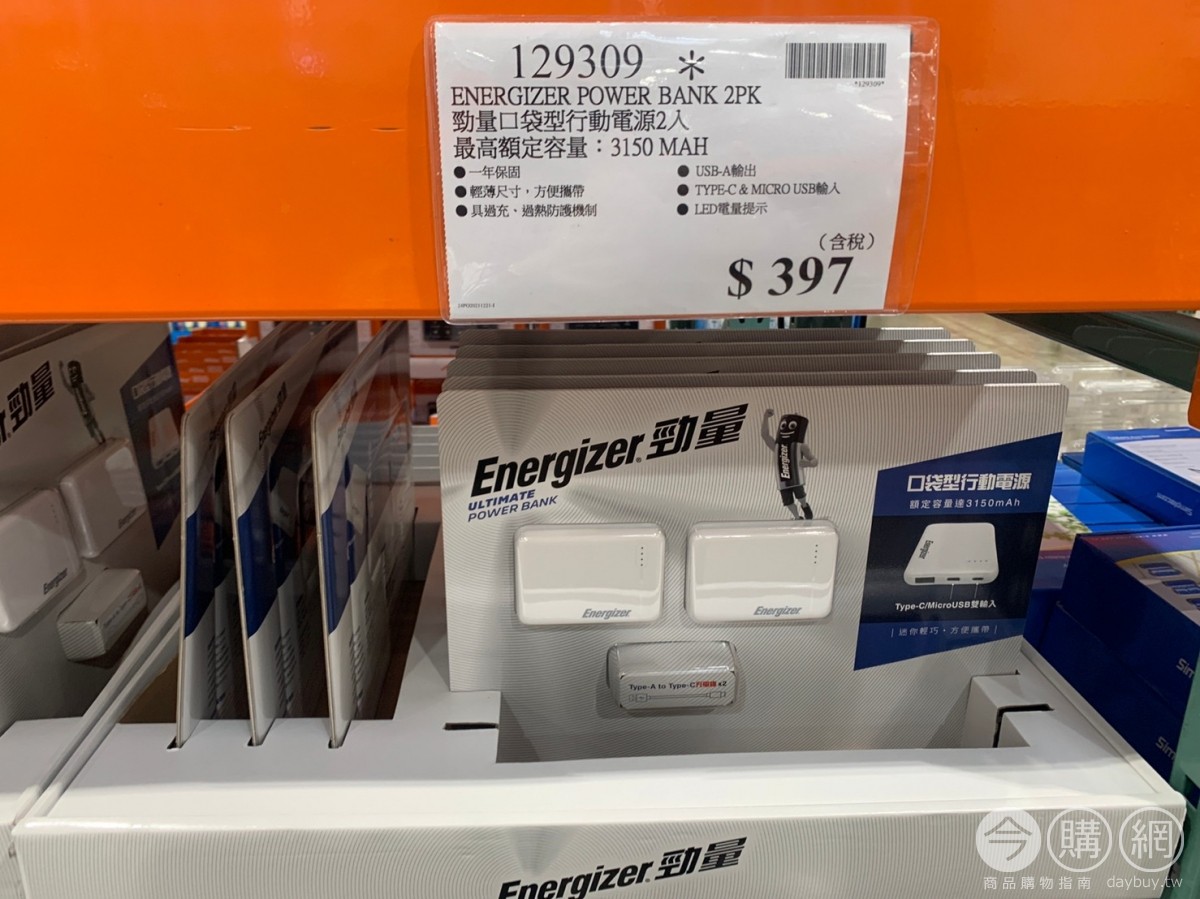 129309 *
*129309*
ENERGIZER POWER BANK 2PK
勁量口袋型行動電源2入
最高額定容量：3150 MAH
●一年保固
●輕薄尺寸，方便攜帶
●具過充、過熱防護機制
● USB-A輸出
● TYPE-C & MICRO USB輸入
● LED電量提示
（含稅）
$ 397
勁量
Energizer 勁量
ULTIMATE
POWER BANK
Energizer
口袋型行動電源
額定容量達3150mAh
Energizer
Type-C/MicroUSB雙輸入
| 迷你輕巧，方便攜帶 |
Energizer
Energizer
Energizer
Type-A to Type-C充電線 x2
Energizer 勁量
今購網
商品購物指南 daybuy.tw